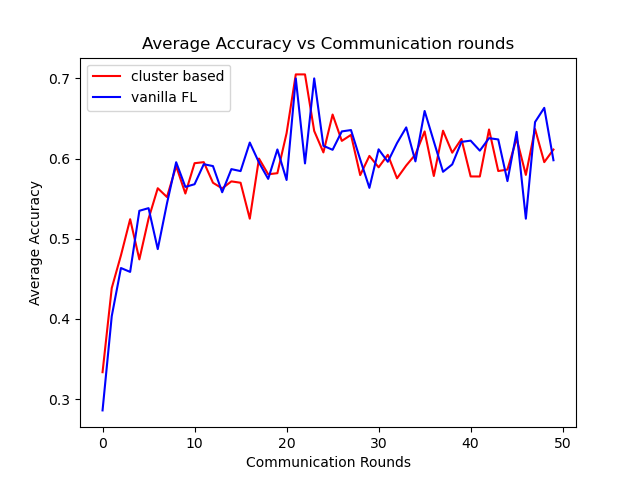 Average Accuracy vs Communication rounds
cluster based
vanilla FL
0.7
0.6
0.5
0.4
0.3
Average Accuracy
0 10 20 30 40 50
Communication Rounds